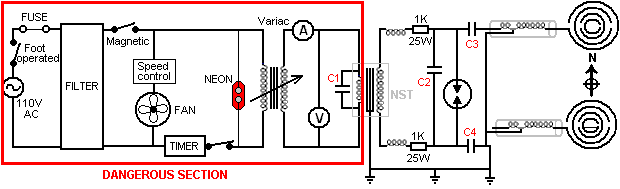 FUSE
Foot
operated
110V
AC
FILTER
Magnetic
Speed
control
FAN
TIMER
NEON
Variac
A
V
C1
NST
1K
25W
C2
C3
1K
25W
C4
N
DANGEROUS SECTION